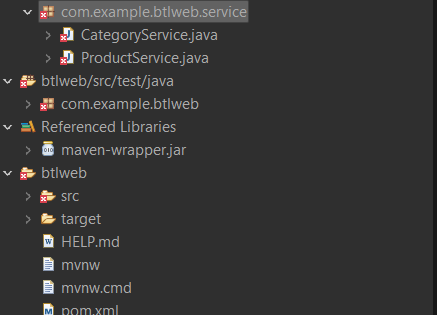 com.example.btlweb.service
CategoryService.java
ProductService.java
btlweb/src/test/java
com.example.btlweb
Referenced Libraries
maven-wrapper.jar
btlweb
src
target
HELP.md
mvnw
mvnw.cmd
pom.xml